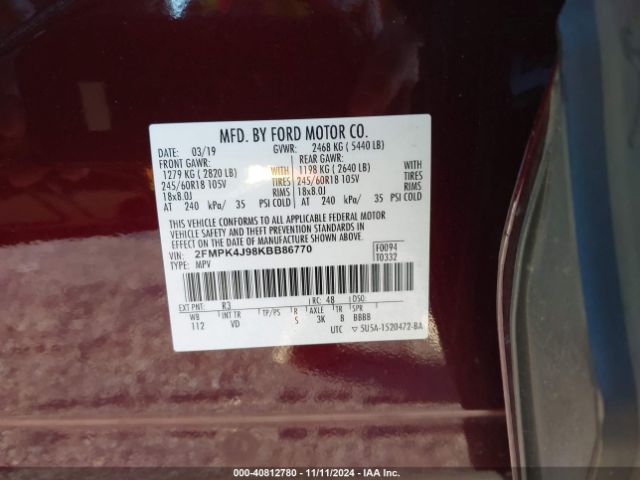 MFD. BY FORD MOTOR CO.
DATE: 03/19 GVWR: 2468 KG ( 5440 LB)
FRONT GAWR: REAR GAWR:
1279 KG ( 2820 LB) WITH 1198 KG ( 2640 LB) WITH
245/60R18 105V TIRES 245/60R18 105V TIRES
18x8.0J RIMS 18x8.0J RIMS
AT 240 kPa/ 35 PSI COLD AT 240 kPa/ 35 PSI COLD
THIS VEHICLE CONFORMS TO ALL APPLICABLE FEDERAL MOTOR
VEHICLE SAFETY AND THEFT PREVENTION STANDARDS IN
EFFECT ON THE DATE OF MANUFACTURE SHOWN ABOVE.
VIN: 2FMPK4J98KBB86770 F0094
TYPE: MPV T0332
EXT PNT: R3 RC: 48 DSO:
WB INT TR TP/PS R AXLE TR SPR
112 VD S 3K 8 BBBB
UTC ▽ 5U5A-1520472-BA
000-40812780 - 11/11/2024 - IAA Inc.